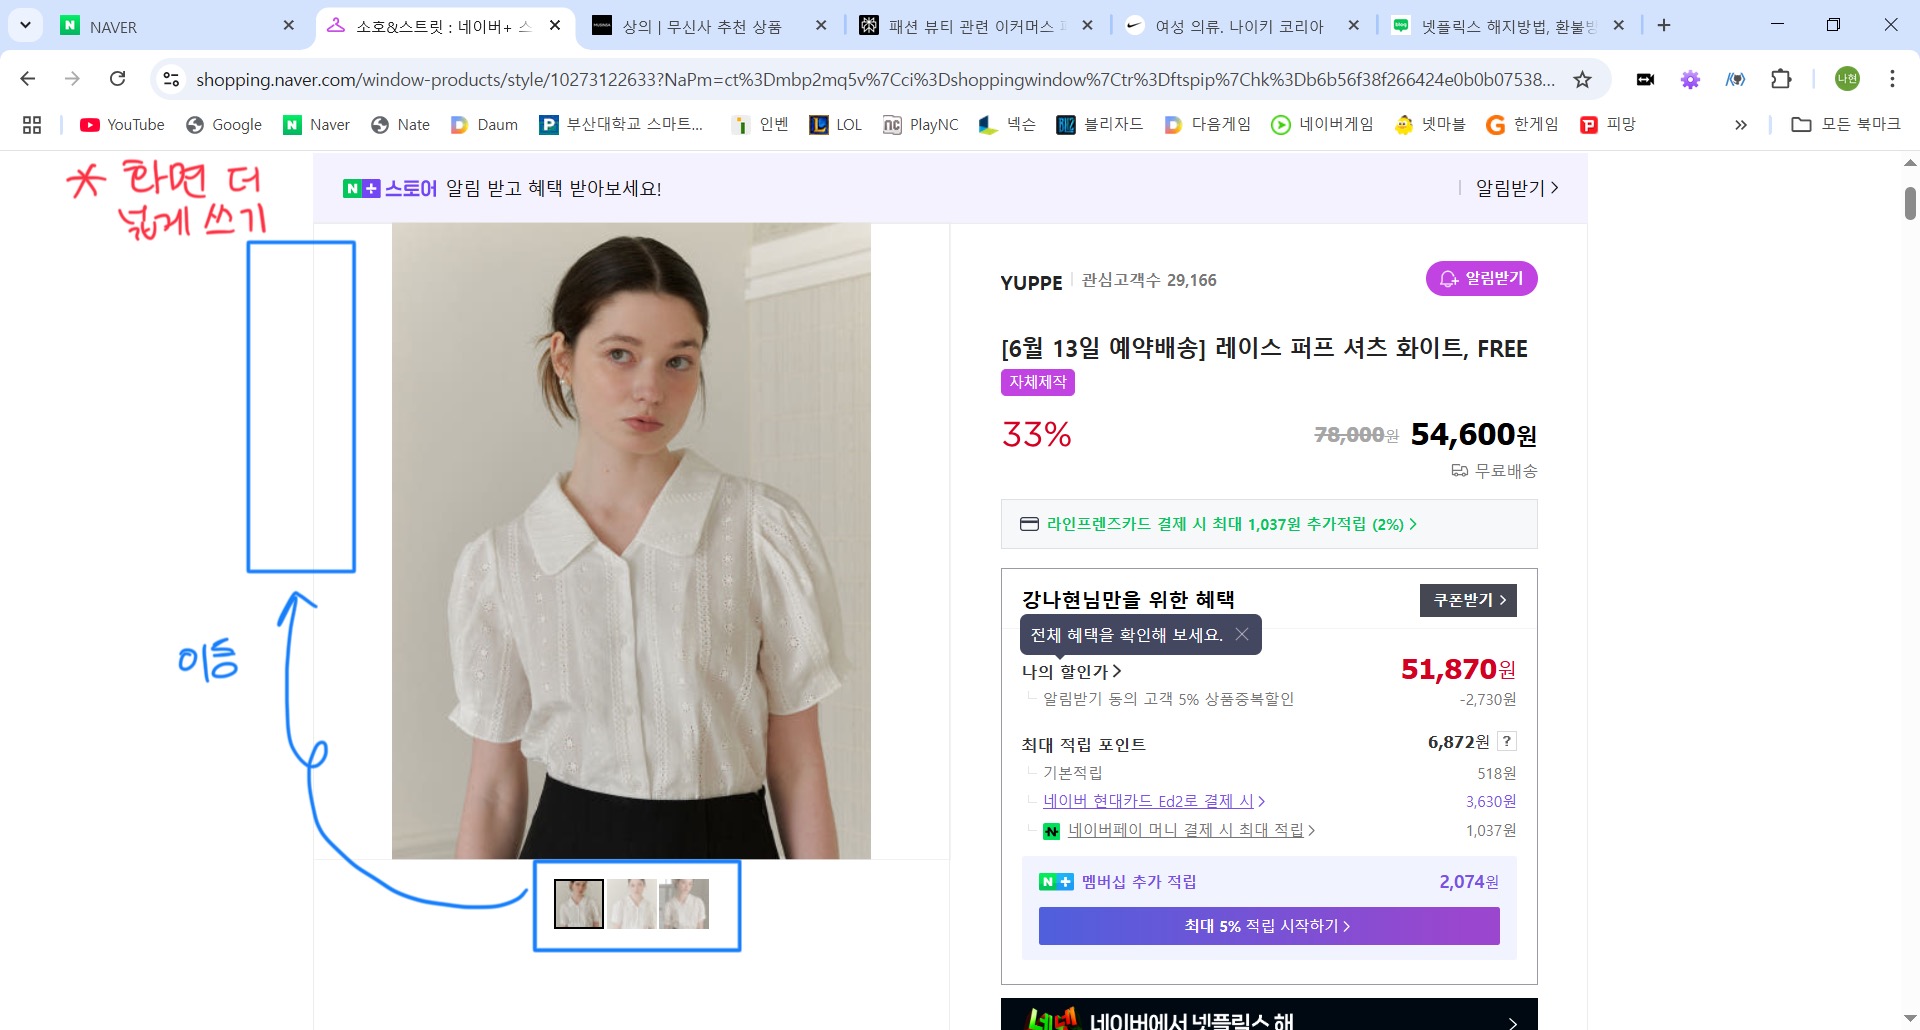 NAVER
소호&스트릿 : 네이버+ 스
상의 | 무신사 추천 상품
패션 뷰티 관련 이커머스 ㅍ
여성 의류. 나이키 코리아
넷플릭스 해지방법, 환불방
shopping.naver.com/window-products/style/10273122633?NaPm=ct%3Dmbp2mq5v%7Cci%3Dshoppingwindow%7Ctr%3Dftspip%7Chk%3Db6b56f38f266424e0b0b07538...
나현
YouTube Google Naver Nate Daum 부산대학교 스마트... 인벤 LOL PlayNC 넥슨 블리자드 다음게임 네이버게임 넷마블 한게임 피망 » 모든 북마크
* 화면 더
넓게 쓰기
N+스토어 알림 받고 혜택 받아보세요!
알림받기 >
YUPPE 관심고객수 29,166
알림받기
[6월 13일 예약배송] 레이스 퍼프 셔츠 화이트, FREE
자체제작
33% 78,000원 54,600원
무료배송
라인프렌즈카드 결제 시 최대 1,037원 추가적립 (2%) >
강나현님만을 위한 혜택
쿠폰받기 >
전체 혜택을 확인해 보세요.
나의 할인가 > 51,870원
알림받기 동의 고객 5% 상품중복할인 -2,730원
이동
최대 적립 포인트 6,872원 ?
기본적립 518원
네이버 현대카드 Ed2로 결제 시 > 3,630원
네이버페이 머니 결제 시 최대 적립 > 1,037원
N+ 멤버십 추가 적립 2,074원
최대 5% 적립 시작하기 >
네넷
네이버에서 넷플릭스 해